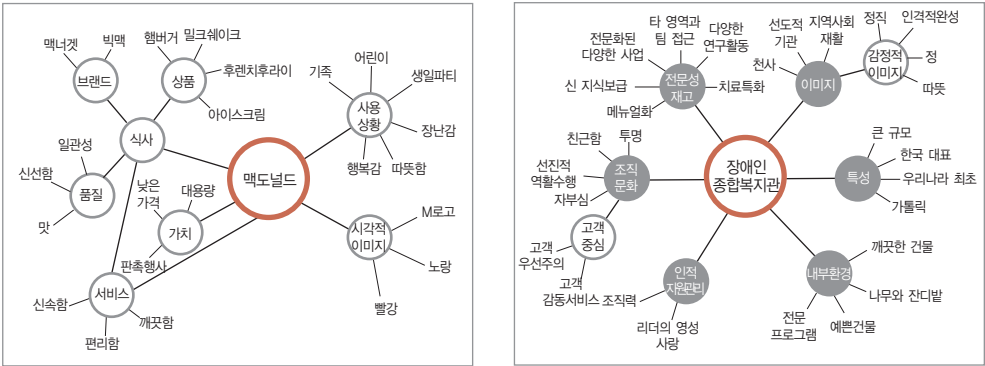 맥너겟
빅맥
브랜드
햄버거
밀크쉐이크
상품
후렌치후라이
아이스크림
식사
일관성
신선함
품질
맛
낮은
가격
대용량
가치
판촉행사
서비스
신속함
깨끗함
편리함
맥도널드
기족
어린이
생일파티
사용
상황
장난감
행복감
따뜻함
시각적
이미지
M로고
노랑
빨강
타 영역과
팀 접근
다양한
연구활동
전문화된
다양한 사업
신 지식보급
전문성
재고
치료특화
메뉴얼화
선도적
기관
지역사회
재활
천사
이미지
정직
인격적완성
감정적
이미지
정
따뜻
친근함
투명
선진적
역활수행
조직
문화
자부심
고객
중심
고객
우선주의
고객
감동서비스
장애인
종합복지관
큰 규모
한국 대표
특성
우리나라 최초
가톨릭
인적
자원관리
조직력
리더의 영성
사랑
내부환경
깨끗한 건물
나무와 잔디밭
예쁜건물
전문
프로그램